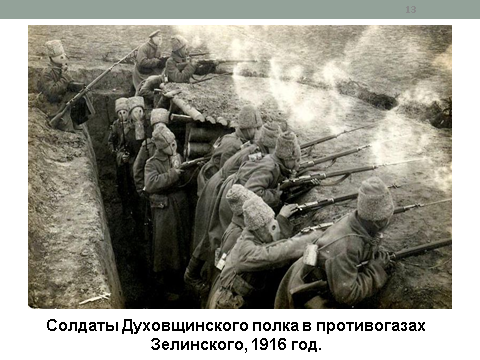 13
Солдаты Духовщинского полка в противогазах
Зелинского, 1916 год.